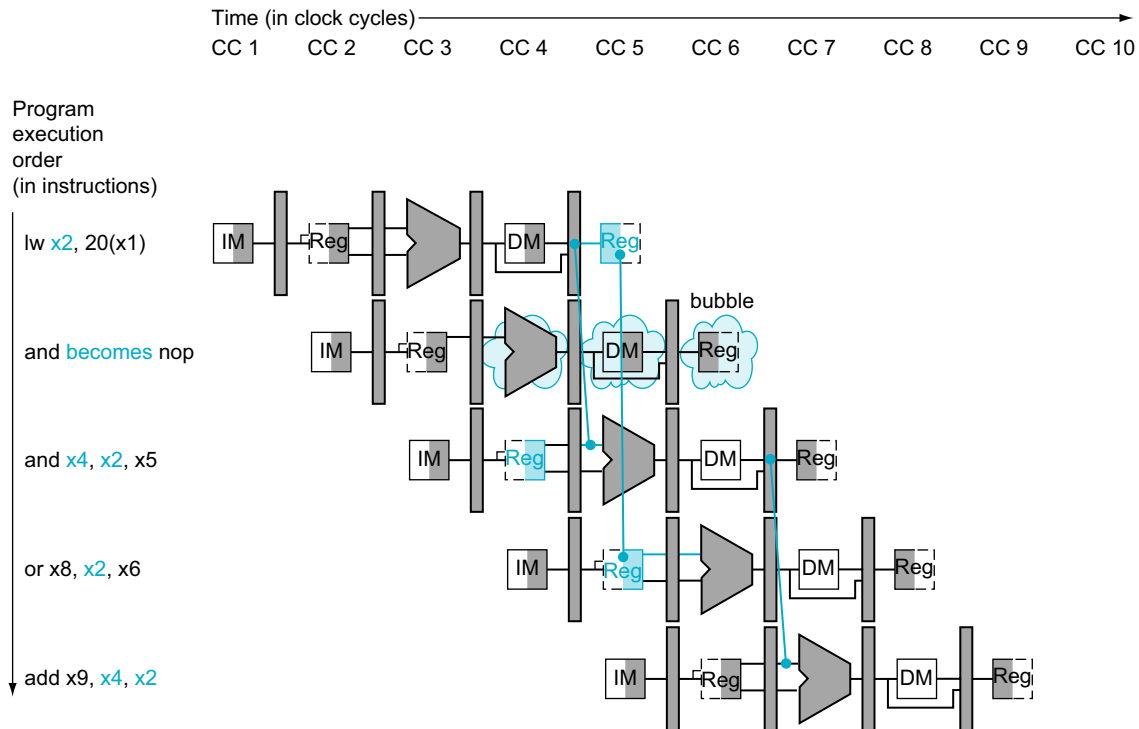 Time (in clock cycles)
CC 1 CC 2 CC 3 CC 4 CC 5 CC 6 CC 7 CC 8 CC 9 CC 10
Program
execution
order
(in instructions)
lw x2, 20(x1)
IM Reg DM Reg
bubble
and becomes nop
IM Reg DM Reg
and x4, x2, x5
IM Reg DM Reg
or x8, x2, x6
IM Reg DM Reg
add x9, x4, x2
IM Reg DM Reg